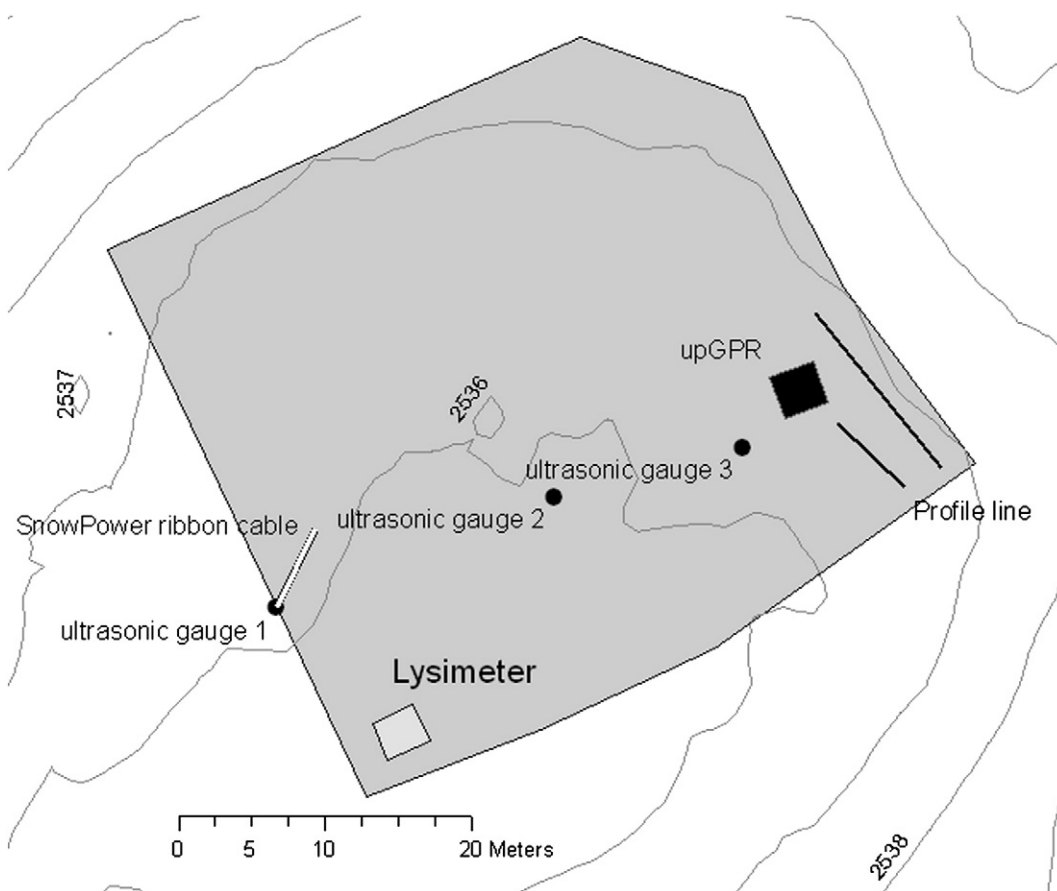 upGPR
2537
2536
ultrasonic gauge 3
SnowPower ribbon cable
ultrasonic gauge 2
Profile line
ultrasonic gauge 1
Lysimeter
0 5 10 20 Meters
2538